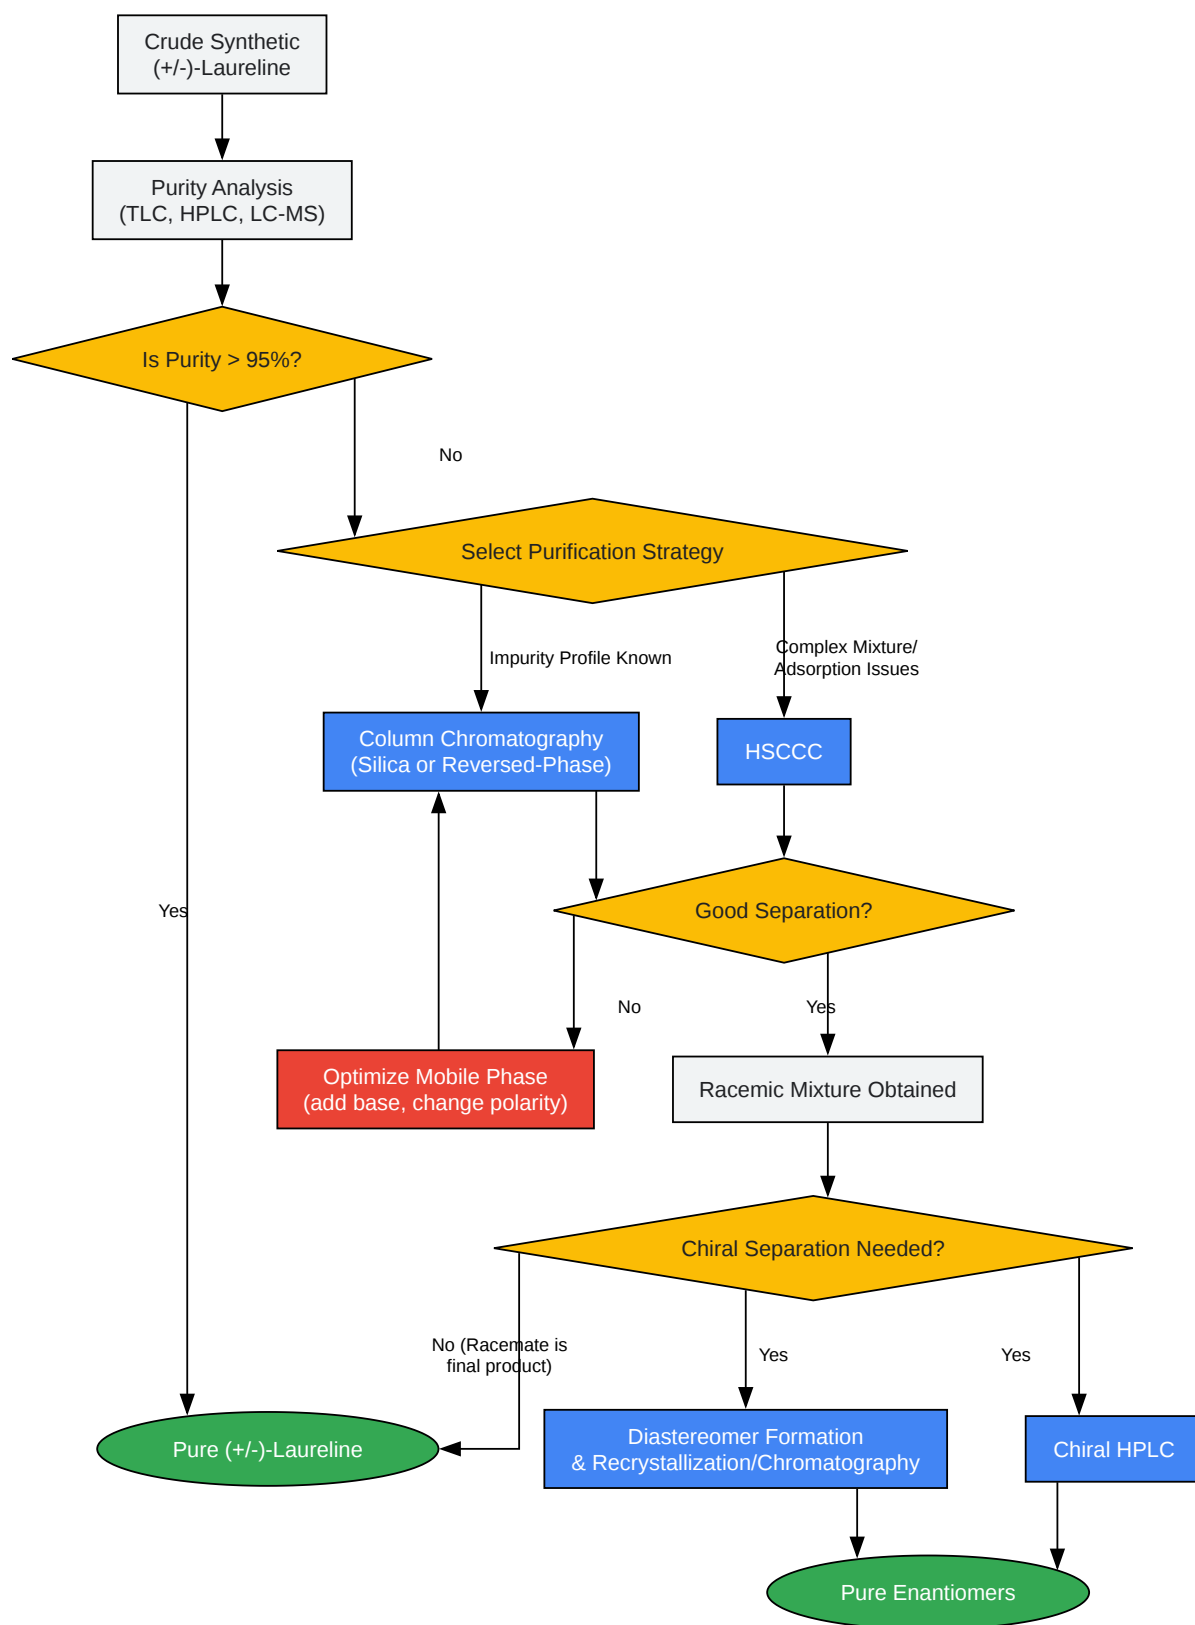 Crude Synthetic
(+/-)-Laureline
Purity Analysis
(TLC, HPLC, LC-MS)
Is Purity > 95%?
No
Select Purification Strategy
Impurity Profile Known
Complex Mixture/
Adsorption Issues
Column Chromatography
(Silica or Reversed-Phase)
HSCCC
Yes
Good Separation?
No
Yes
Optimize Mobile Phase
(add base, change polarity)
Racemic Mixture Obtained
Chiral Separation Needed?
No (Racemate is
final product)
Yes
Yes
Pure (+/-)-Laureline
Diastereomer Formation
& Recrystallization/Chromatography
Chiral HPLC
Pure Enantiomers